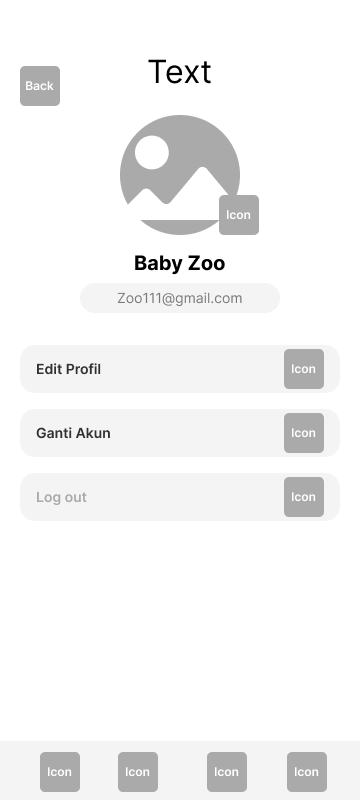 Text
Back
Icon
Baby Zoo
Zoo111@gmail.com
Edit Profil
Icon
Ganti Akun
Icon
Log out
Icon
Icon
Icon
Icon
Icon